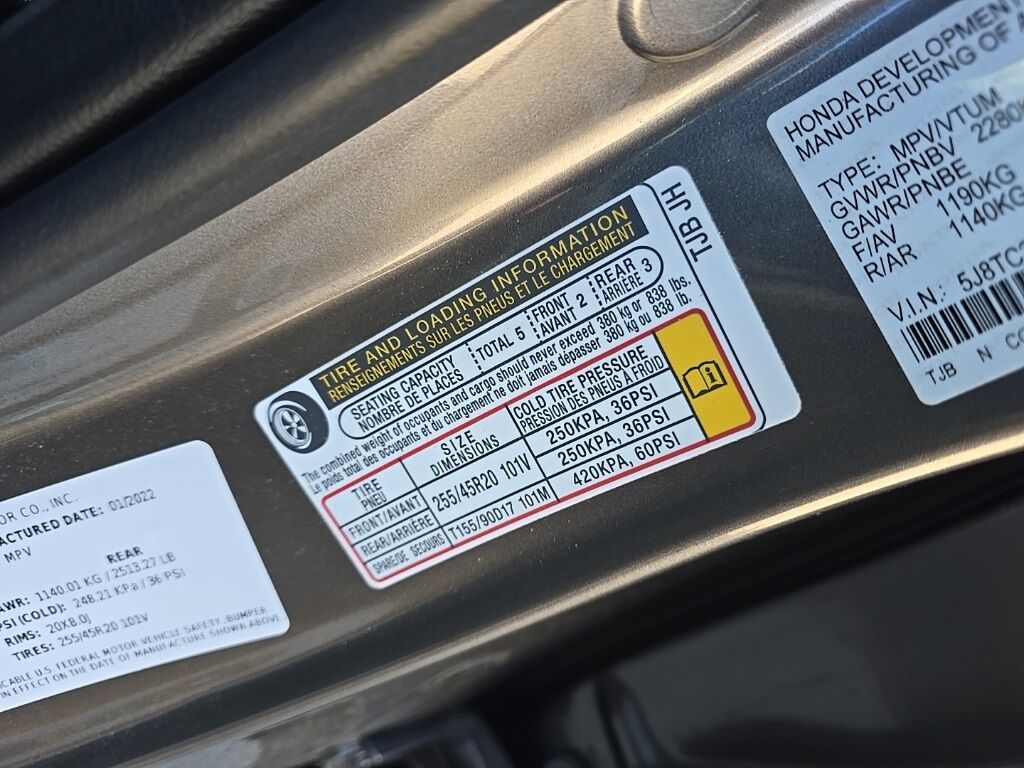 TIRE AND LOADING INFORMATION
RENSEIGNEMENTS SUR LES PNEUS ET LE CHARGEMENT
TJB JH
SEATING CAPACITY
NOMBRE DE PLACES
TOTAL 5
FRONT
AVANT 2
REAR
ARRIÈRE 3
The combined weight of occupants and cargo should never exceed 380 kg or 838 lbs.
Le poids total des occupants et du chargement ne doit jamais dépasser 380 kg ou 838 lb.
TIRE
PNEU
SIZE
DIMENSIONS
COLD TIRE PRESSURE
PRESSION DES PNEUS A FROID
FRONT/AVANT
255/45R20 101V
250KPA, 36PSI
REAR/ARRIÈRE
250KPA, 36PSI
SPARE/DE SECOURS
T155/90D17 101M
420KPA, 60PSI
HONDA DEVELOPMENT
MANUFACTURING OF
TYPE: MPV/VTUM
GVWR/PNBV 2280
GAWR/PNBE
F/AV 1190KG
R/AR 1140KG
V.I.N.: 5J8TC
TJB N
OR CO., INC.
ACTURED DATE: 01/2022
MPV
REAR
AWR: 1140.01 KG / 2513.27 LB
PSI (COLD): 248.21 KPa / 36 PSI
RIMS: 20X8.0J
TIRES: 255/45R20 101V
ICABLE U.S. FEDERAL MOTOR VEHICLE SAFETY, BUMPER
IN EFFECT ON THE DATE OF MANUFACTURE SHOWN ABOVE